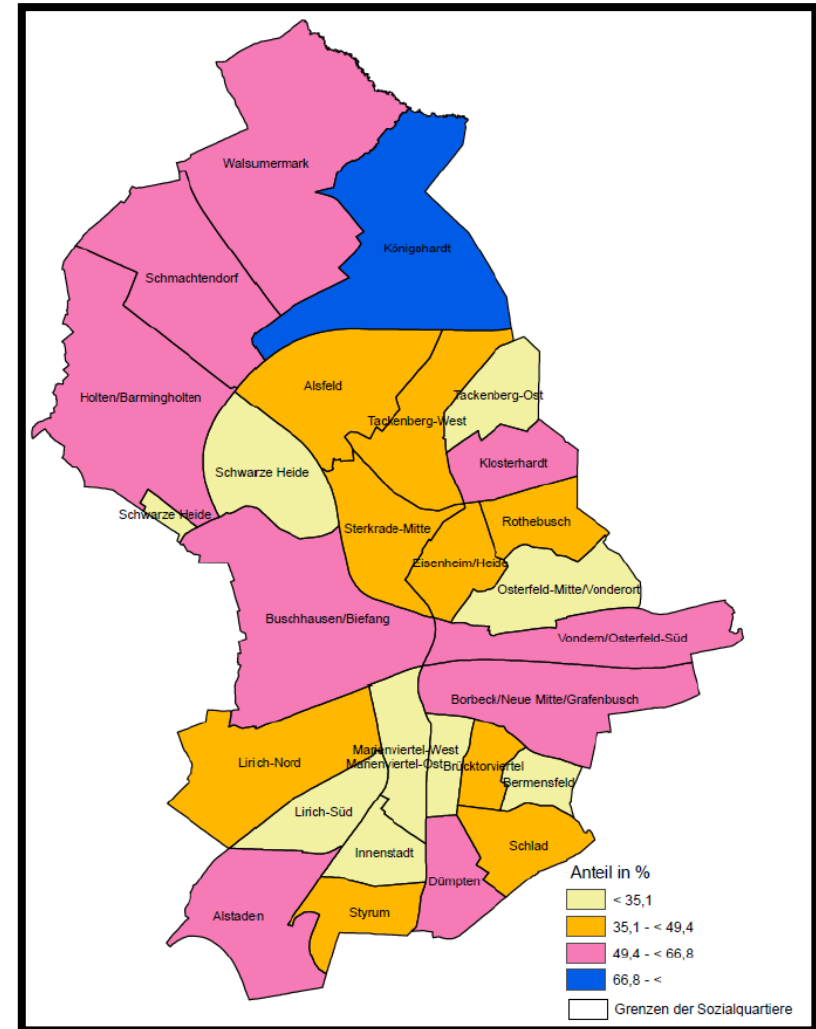 Walsumermark
Königshardt
Schmachtendorf
Holten/Barmingholten
Alsfeld
Tackenberg-Ost
Tackenberg-West
Klosterhardt
Schwarze Heide
Schwarze Heide
Sterkrade-Mitte
Rothebusch
Eisenheim/Heide
Osterfeld-Mitte/Vonderort
Buschhausen/Biefang
Vondern/Osterfeld-Süd
Borbeck/Neue Mitte/Grafenbusch
Marienviertel-West
Lirich-Nord
Marienviertel-Ost
Brücktorviertel
Bermensfeld
Lirich-Süd
Innenstadt
Schlad
Dümpten
Alstaden
Styrum
Anteil in %
< 35,1
35,1 - < 49,4
49,4 - < 66,8
66,8 - <
Grenzen der Sozialquartiere